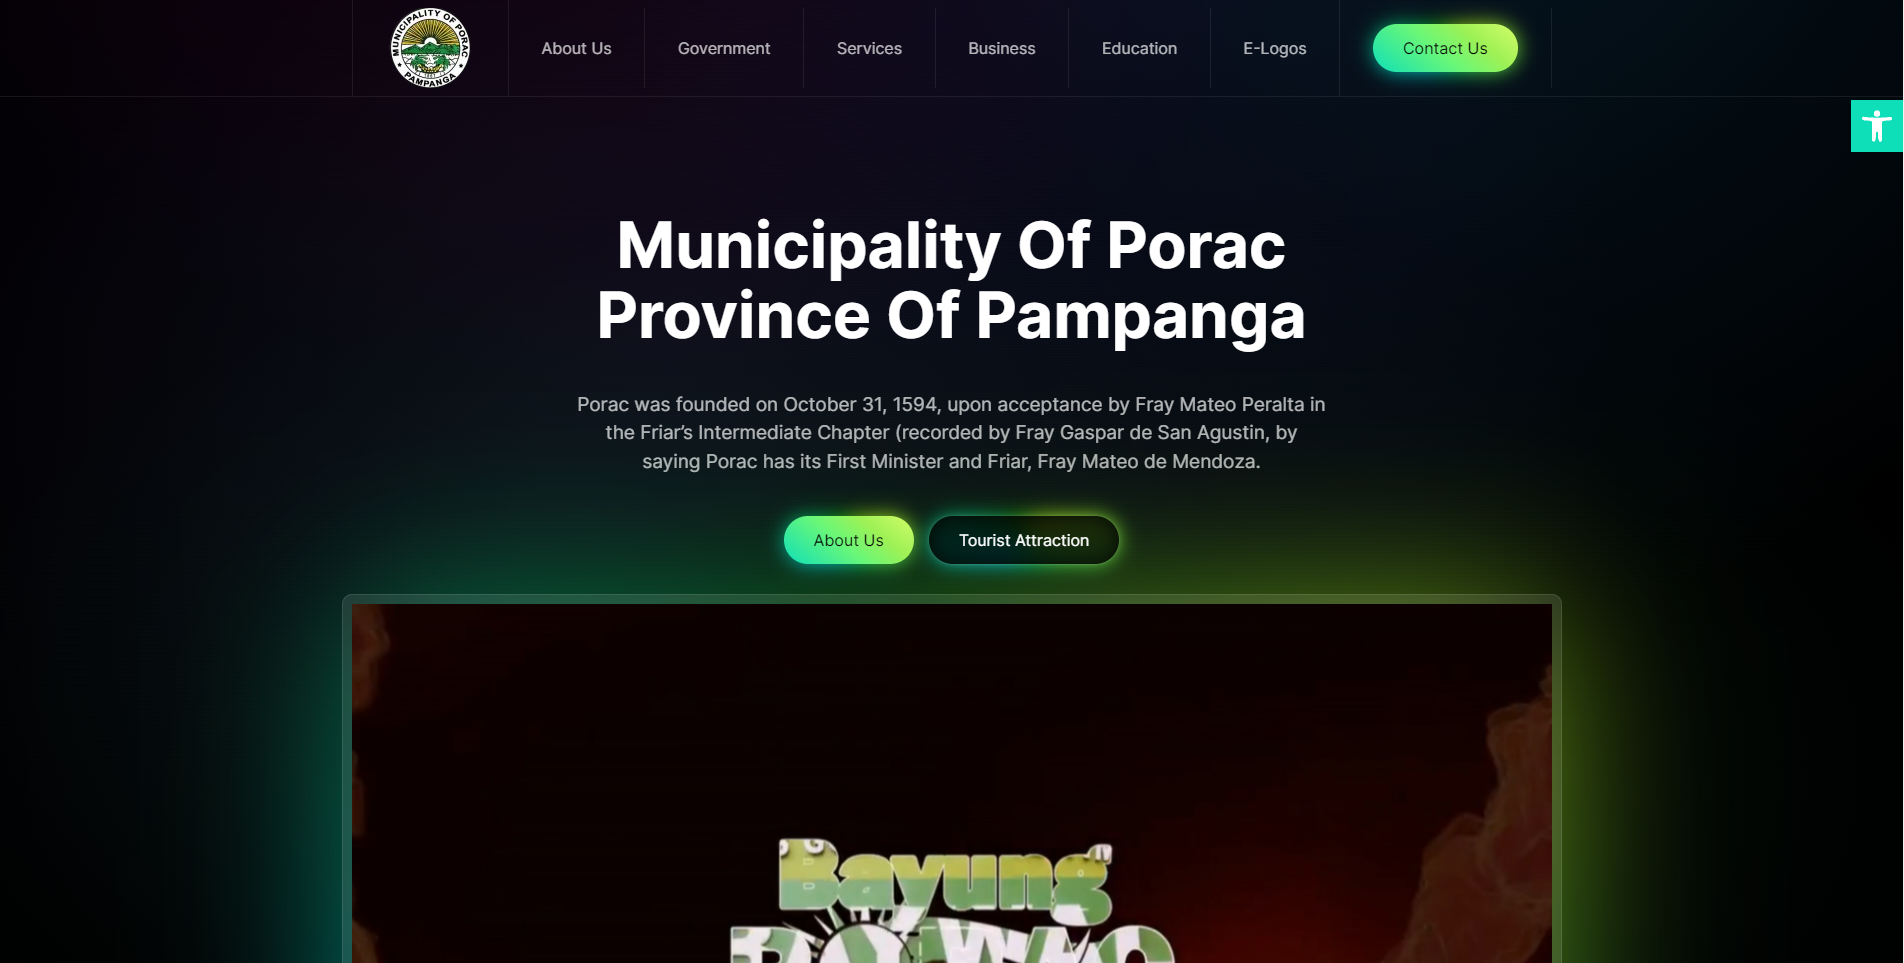 MUNICIPALITY OF PORAC
PAMPANGA
About Us
Government
Services
Business
Education
E-Logos
Contact Us
Municipality Of Porac
Province Of Pampanga
Porac was founded on October 31, 1594, upon acceptance by Fray Mateo Peralta in
the Friar’s Intermediate Chapter (recorded by Fray Gaspar de San Agustin, by
saying Porac has its First Minister and Friar, Fray Mateo de Mendoza.
About Us
Tourist Attraction
Bayung